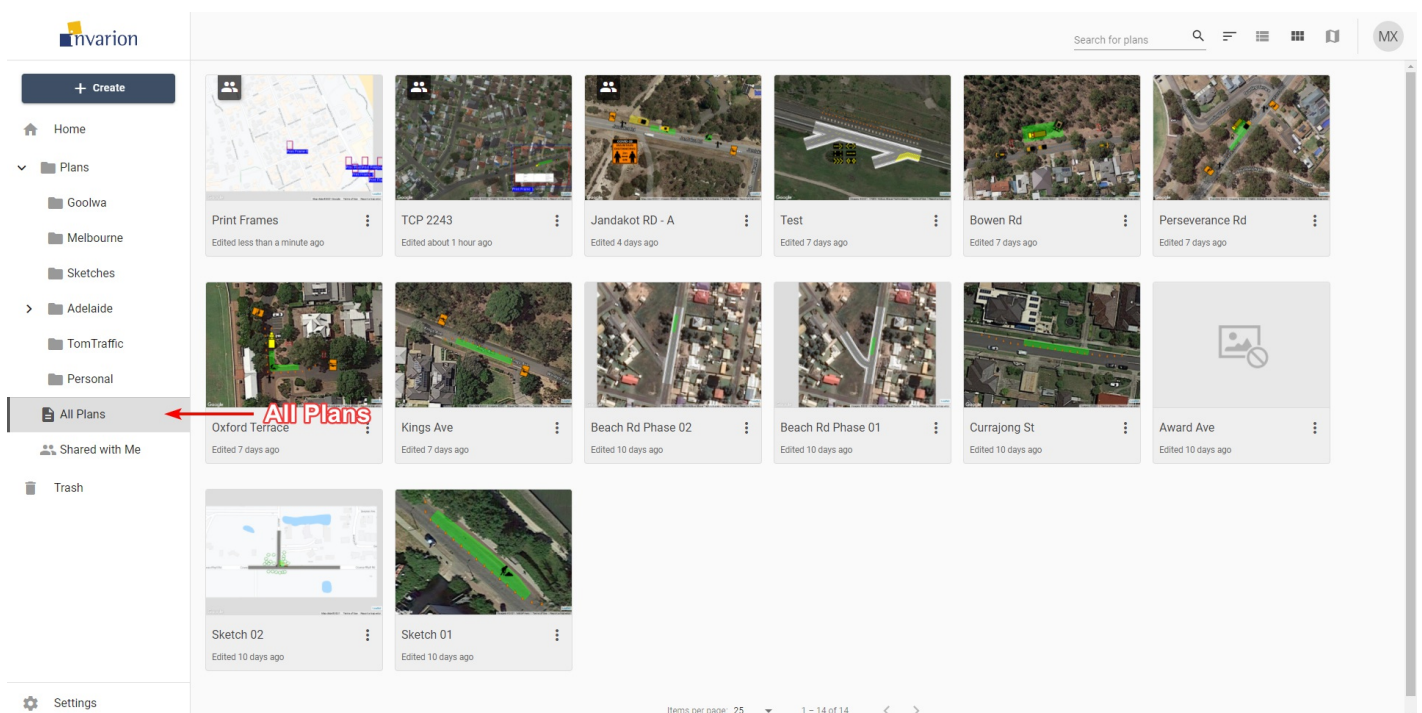 invarion
Search for plans
MX
+ Create
Home
Plans
Goolwa
Melbourne
Sketches
Adelaide
TomTraffic
Personal
All Plans
Shared with Me
Trash
Settings
All Plans
Print Frames
Edited less than a minute ago
TCP 2243
Edited about 1 hour ago
Jandakot RD - A
Edited 4 days ago
Test
Edited 7 days ago
Bowen Rd
Edited 7 days ago
Perseverance Rd
Edited 7 days ago
Oxford Terrace
Edited 7 days ago
Kings Ave
Edited 7 days ago
Beach Rd Phase 02
Edited 10 days ago
Beach Rd Phase 01
Edited 10 days ago
Currajong St
Edited 10 days ago
Award Ave
Edited 10 days ago
Sketch 02
Edited 10 days ago
Sketch 01
Edited 10 days ago
Items per page: 25
1 – 14 of 14